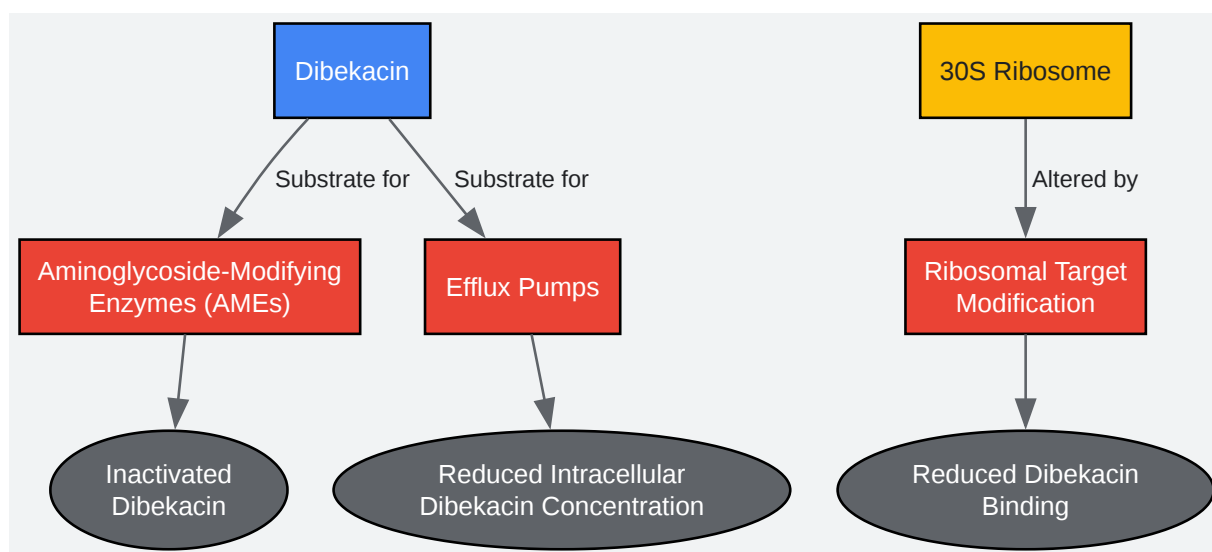 Dibekacin
30S Ribosome
Substrate for
Substrate for
Altered by
Aminoglycoside-Modifying
Enzymes (AMEs)
Efflux Pumps
Ribosomal Target
Modification
Inactivated
Dibekacin
Reduced Intracellular
Dibekacin Concentration
Reduced Dibekacin
Binding